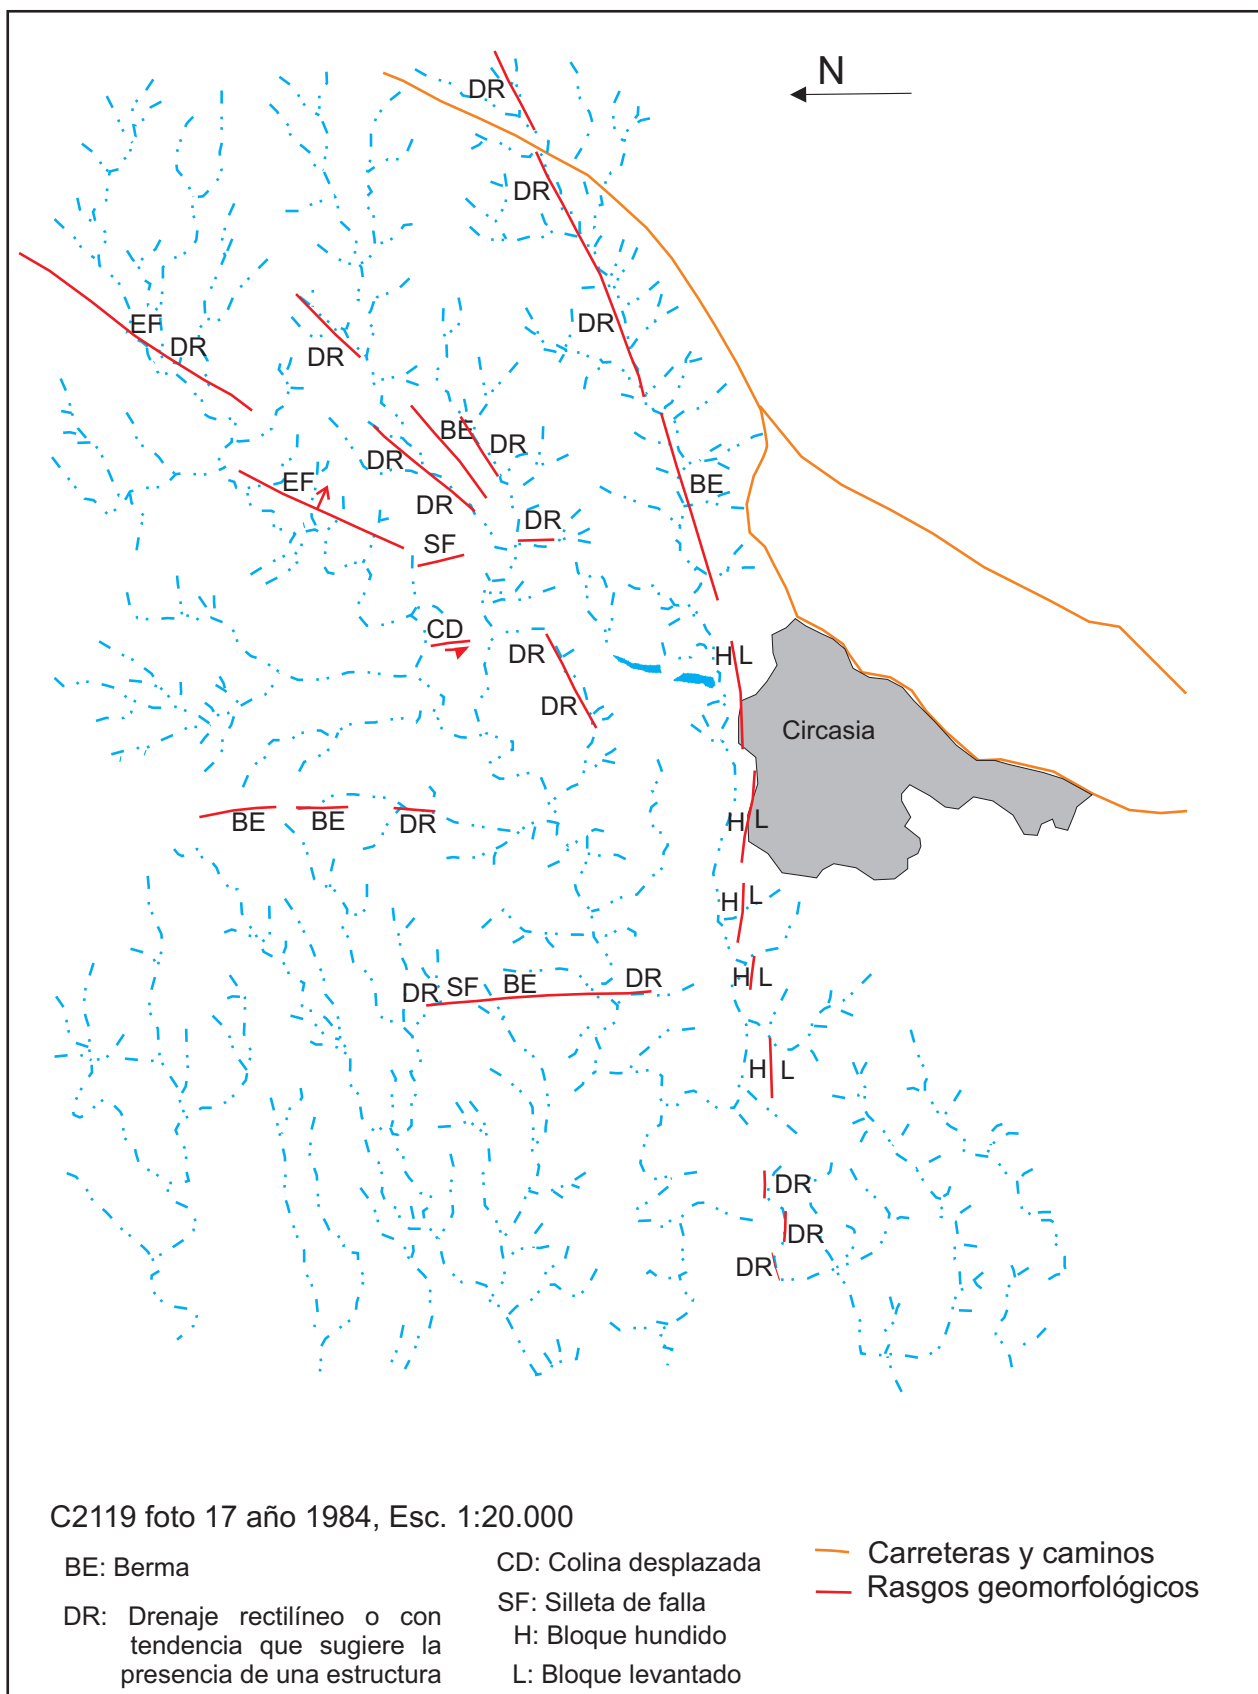 N
DR
DR
EF
DR
DR
DR
BE
DR
DR
EF
DR
BE
DR
SF
CD
H L
DR
DR
Circasia
BE
BE
DR
H L
H L
DR
SF
BE
DR
H L
H L
DR
DR
DR
C2119 foto 17 año 1984, Esc. 1:20.000
BE: Berma
DR: Drenaje rectilíneo o con
tendencia que sugiere la
presencia de una estructura
CD: Colina desplazada
SF: Silleta de falla
H: Bloque hundido
L: Bloque levantado
Carreteras y caminos
Rasgos geomorfológicos